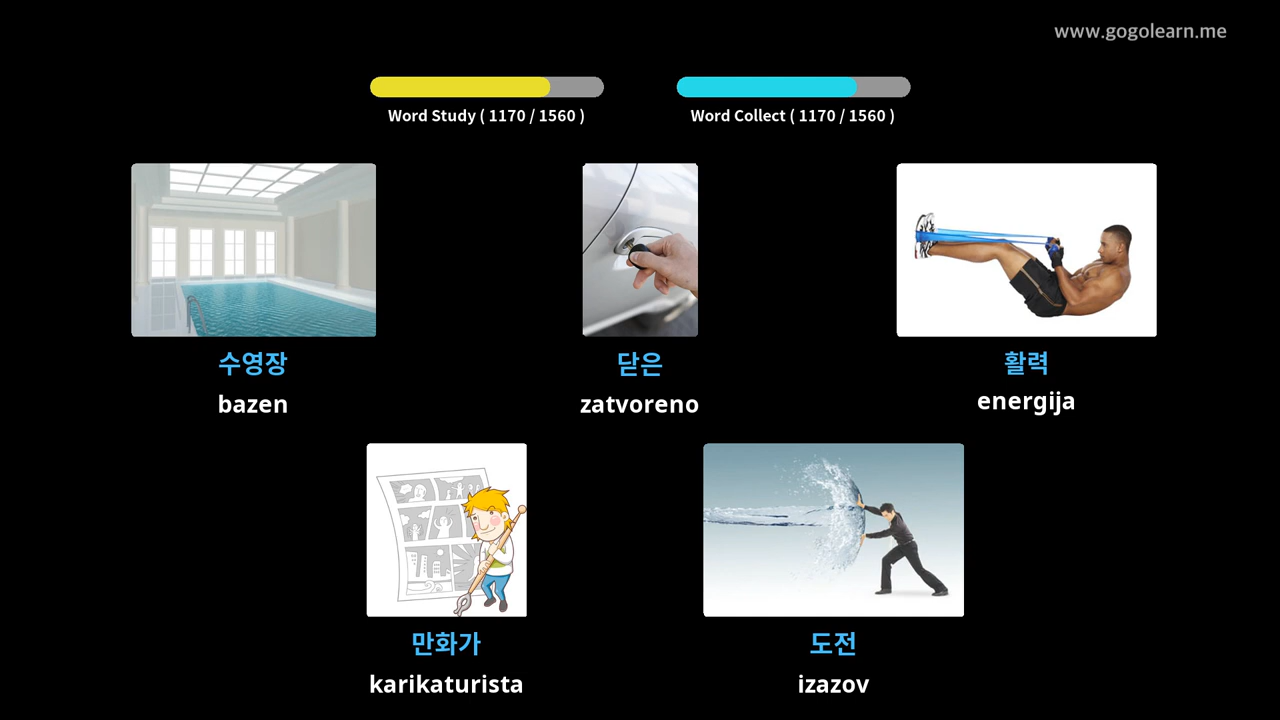 www.gogolearn.me
Word Study ( 1170 / 1560 )
Word Collect ( 1170 / 1560 )
수영장
닫은
활력
bazen
zatvoreno
energija
만화가
도전
karikaturista
izazov